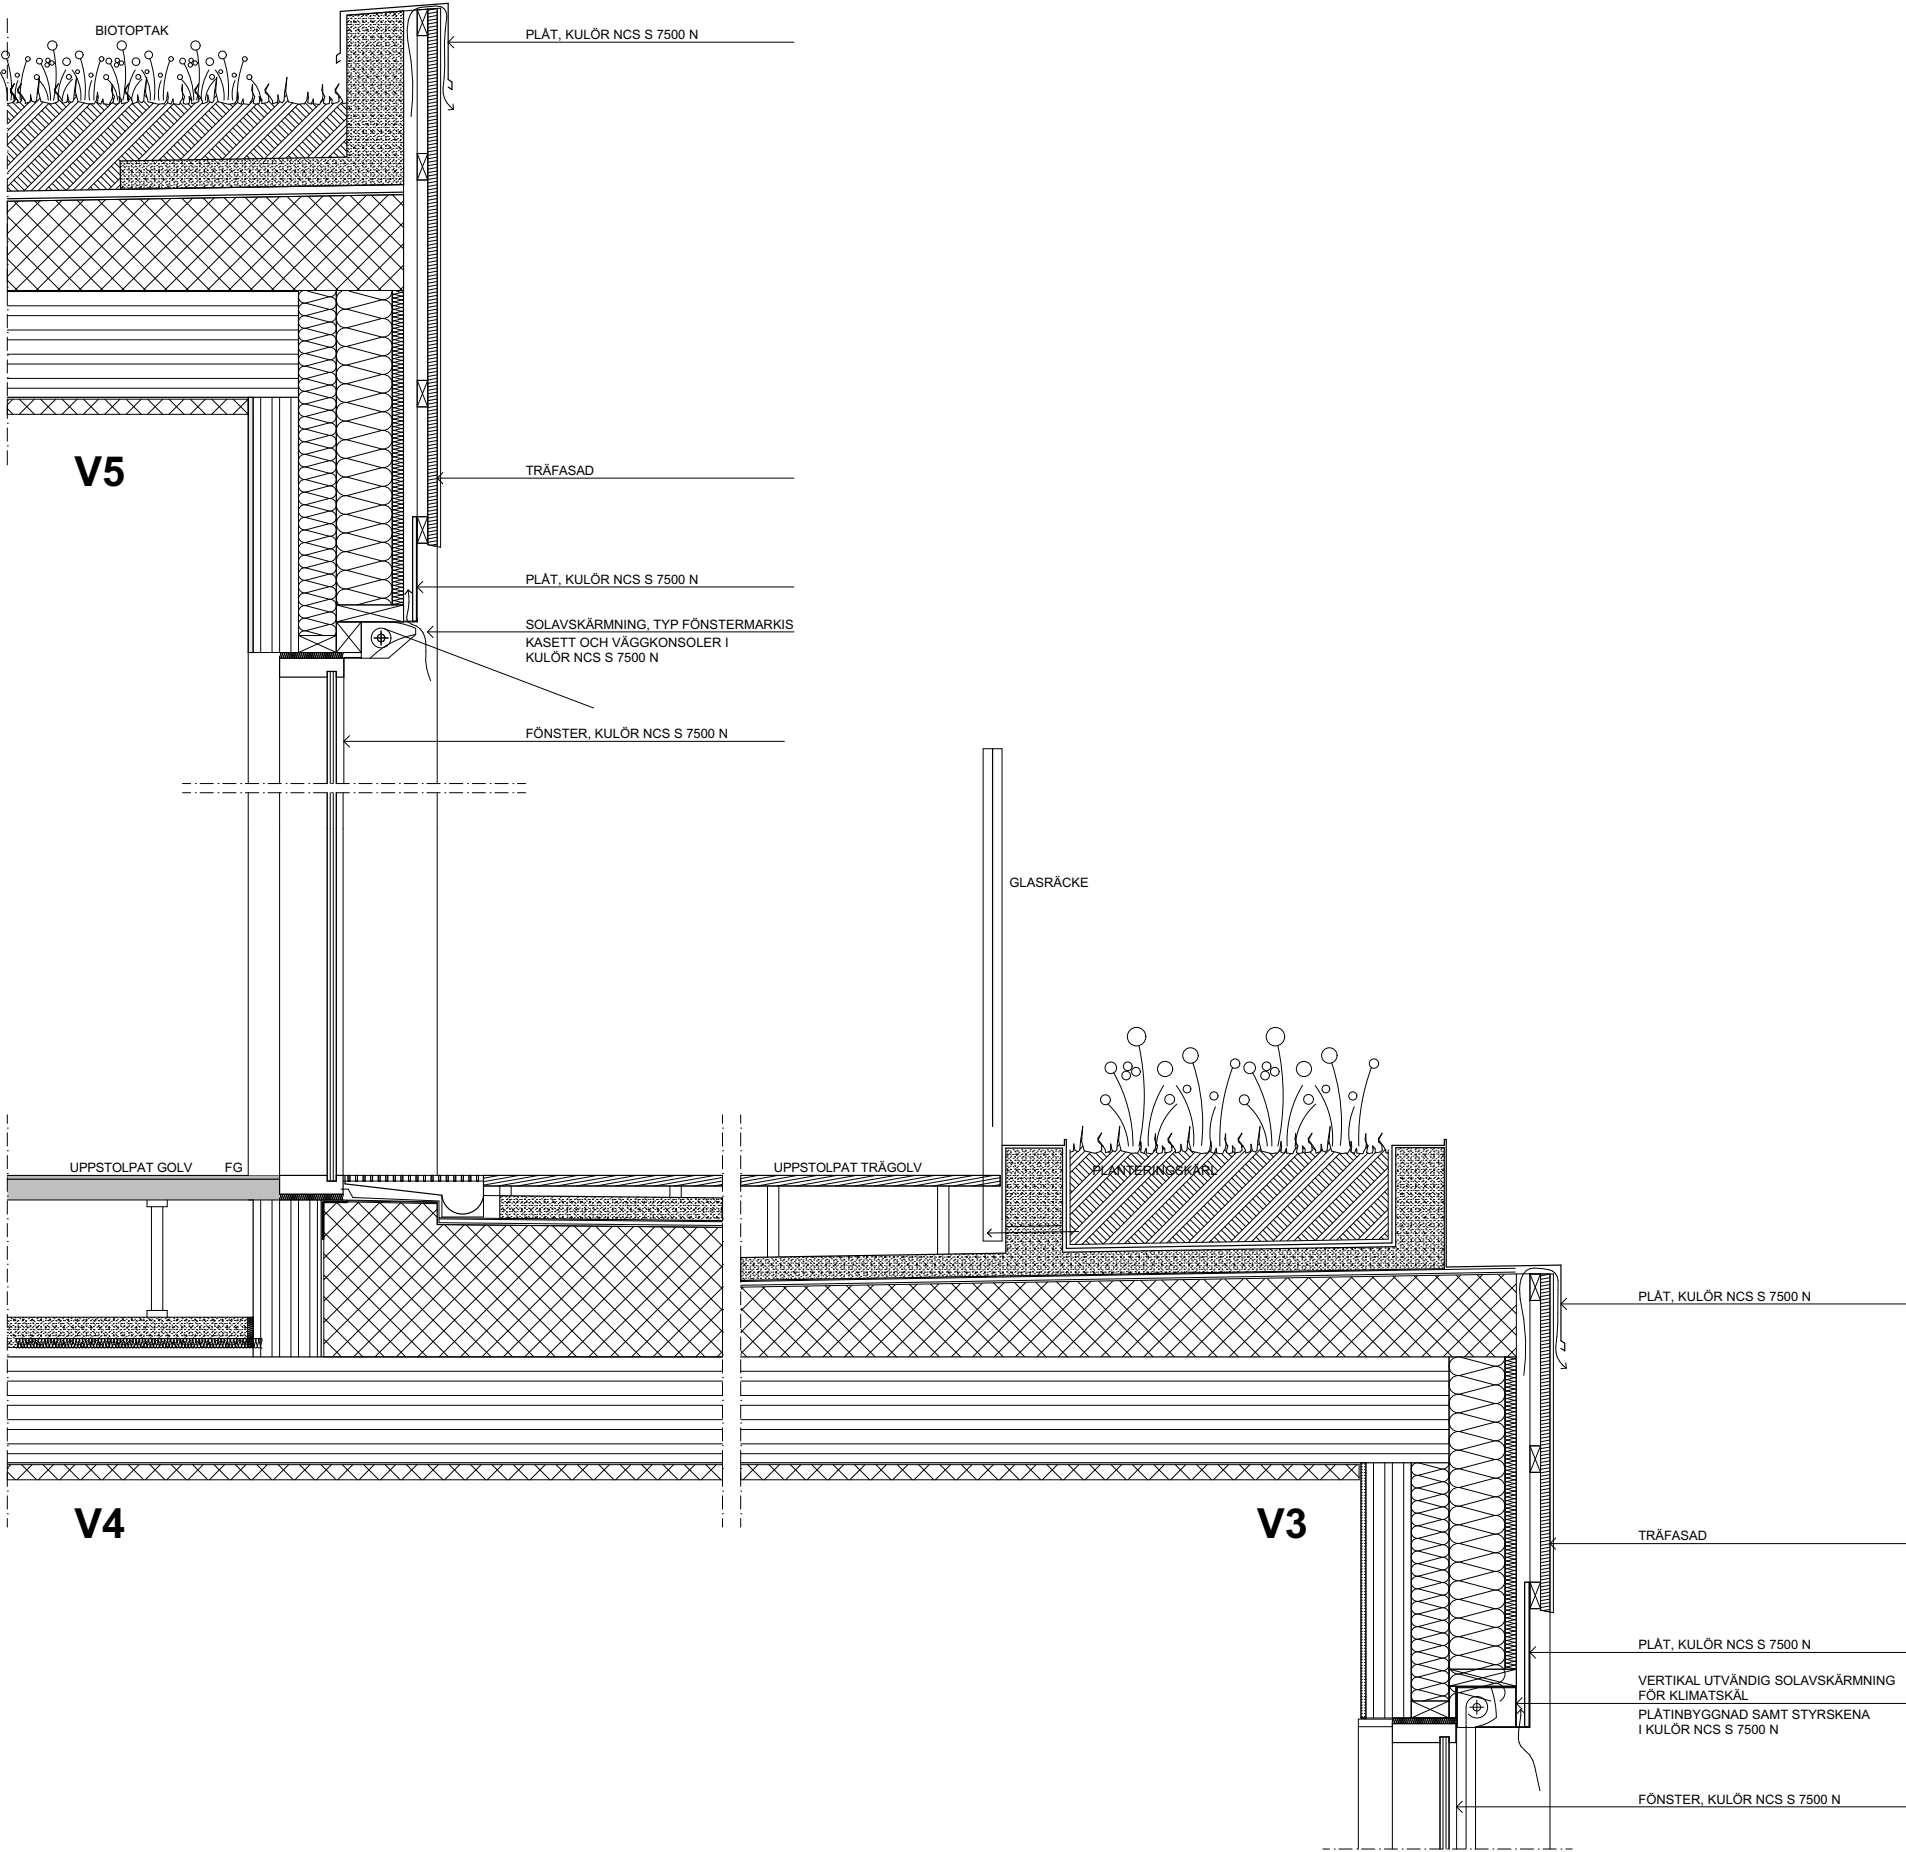 BIOTOPTAK
PLÅT, KULÖR NCS S 7500 N
V5
TRÄFASAD
PLÅT, KULÖR NCS S 7500 N
SOLAVSKÄRMNING, TYP FÖNSTERMARKIS
KASETT OCH VÄGGKONSOLER I
KULÖR NCS S 7500 N
FÖNSTER, KULÖR NCS S 7500 N
GLASRÄCKE
UPPSTOLPAT GOLV
FG
UPPSTOLPAT TRÄGOLV
PLANTERINGSKÄRL
PLÅT, KULÖR NCS S 7500 N
V4
V3
TRÄFASAD
PLÅT, KULÖR NCS S 7500 N
VERTIKAL UTVÄNDIG SOLAVSKÄRMNING
FÖR KLIMATSKÄL
PLÅTINBYGGNAD SAMT STYRSKENA
I KULÖR NCS S 7500 N
FÖNSTER, KULÖR NCS S 7500 N